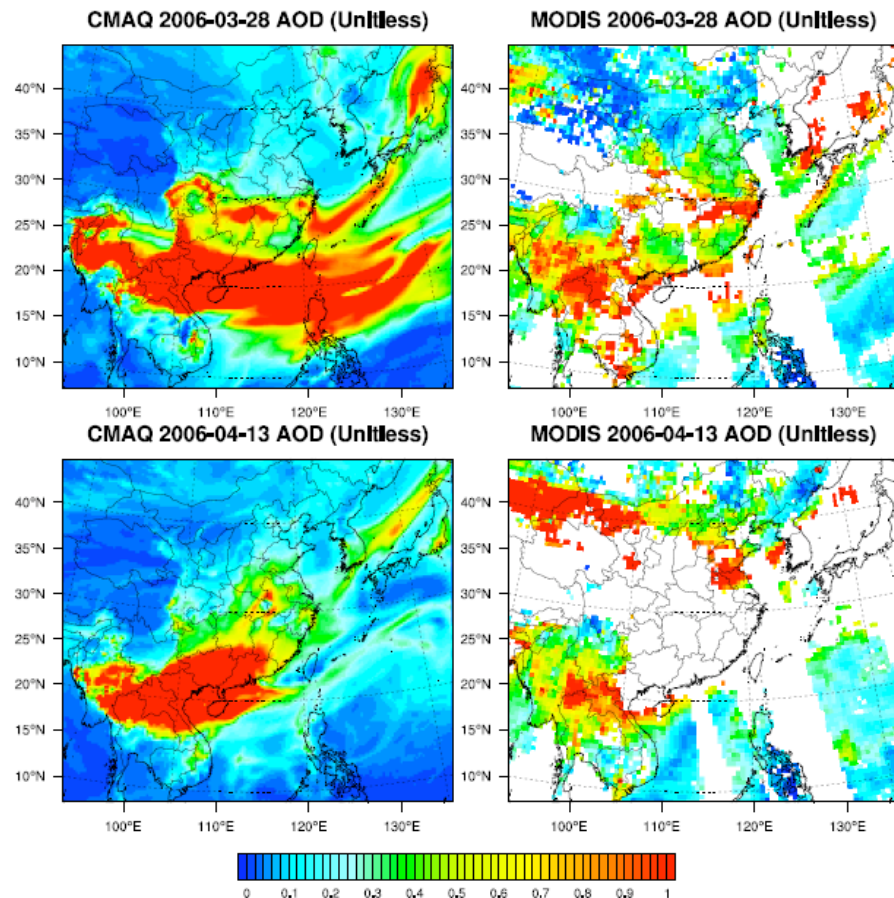 CMAQ 2006-03-28 AOD (Unitless) MODIS 2006-03-28 AOD (Unitless)
40°N 40°N
35°N 35°N
30°N 30°N
25°N 25°N
20°N 20°N
15°N 15°N
10°N 10°N
100°E 110°E 120°E 130°E 100°E 110°E 120°E 130°E
CMAQ 2006-04-13 AOD (Unitless) MODIS 2006-04-13 AOD (Unitless)
40°N 40°N
35°N 35°N
30°N 30°N
25°N 25°N
20°N 20°N
15°N 15°N
10°N 10°N
100°E 110°E 120°E 130°E 100°E 110°E 120°E 130°E
0 0.1 0.2 0.3 0.4 0.5 0.6 0.7 0.8 0.9 1